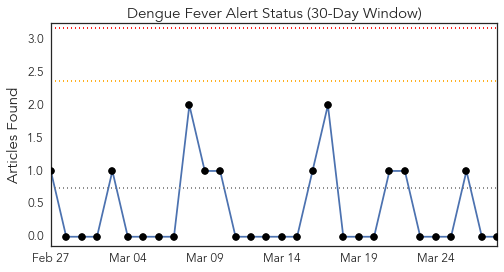 Dengue Fever Alert Status (30-Day Window)
Articles Found
3.0
2.5
2.0
1.5
1.0
0.5
0.0
Feb 27 Mar 04 Mar 09 Mar 14 Mar 19 Mar 24